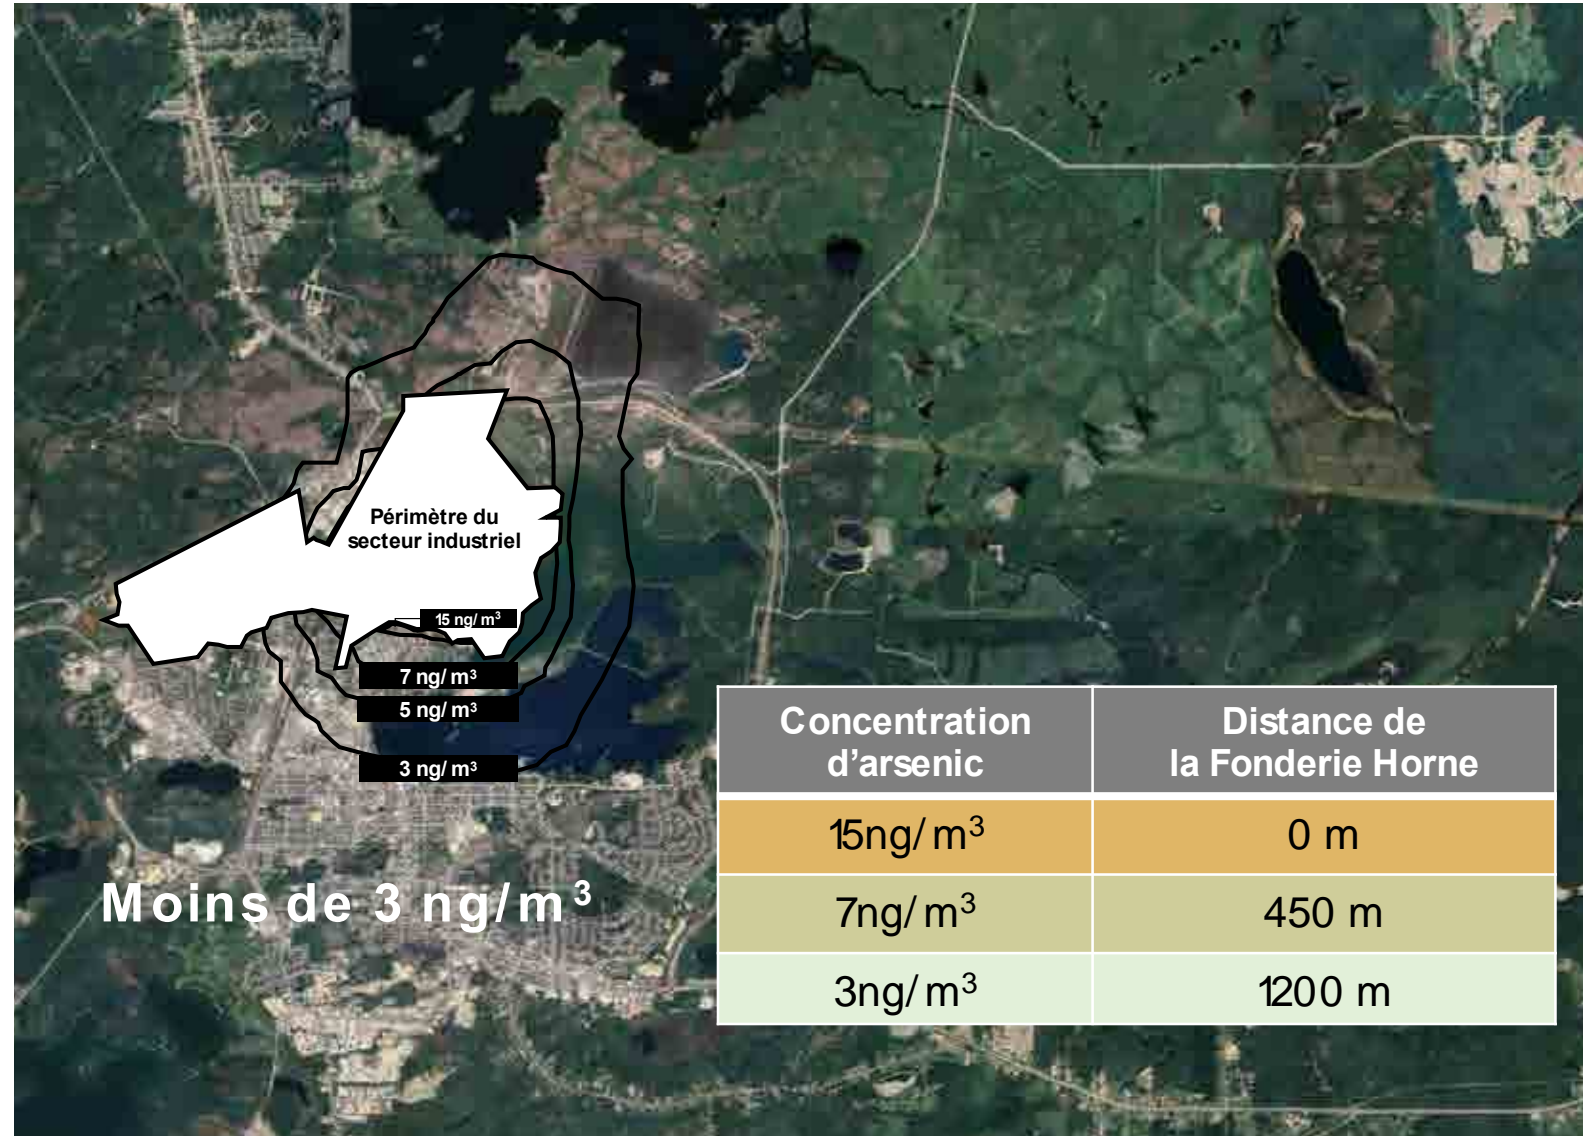 Périmètre du
secteur industriel
15 ng/m³
7 ng/m³
5 ng/m³
3 ng/m³
Moins de 3 ng/m³
Concentration d’arsenic
Distance de la Fonderie Horne
15ng/m³
0 m
7ng/m³
450 m
3ng/m³
1200 m